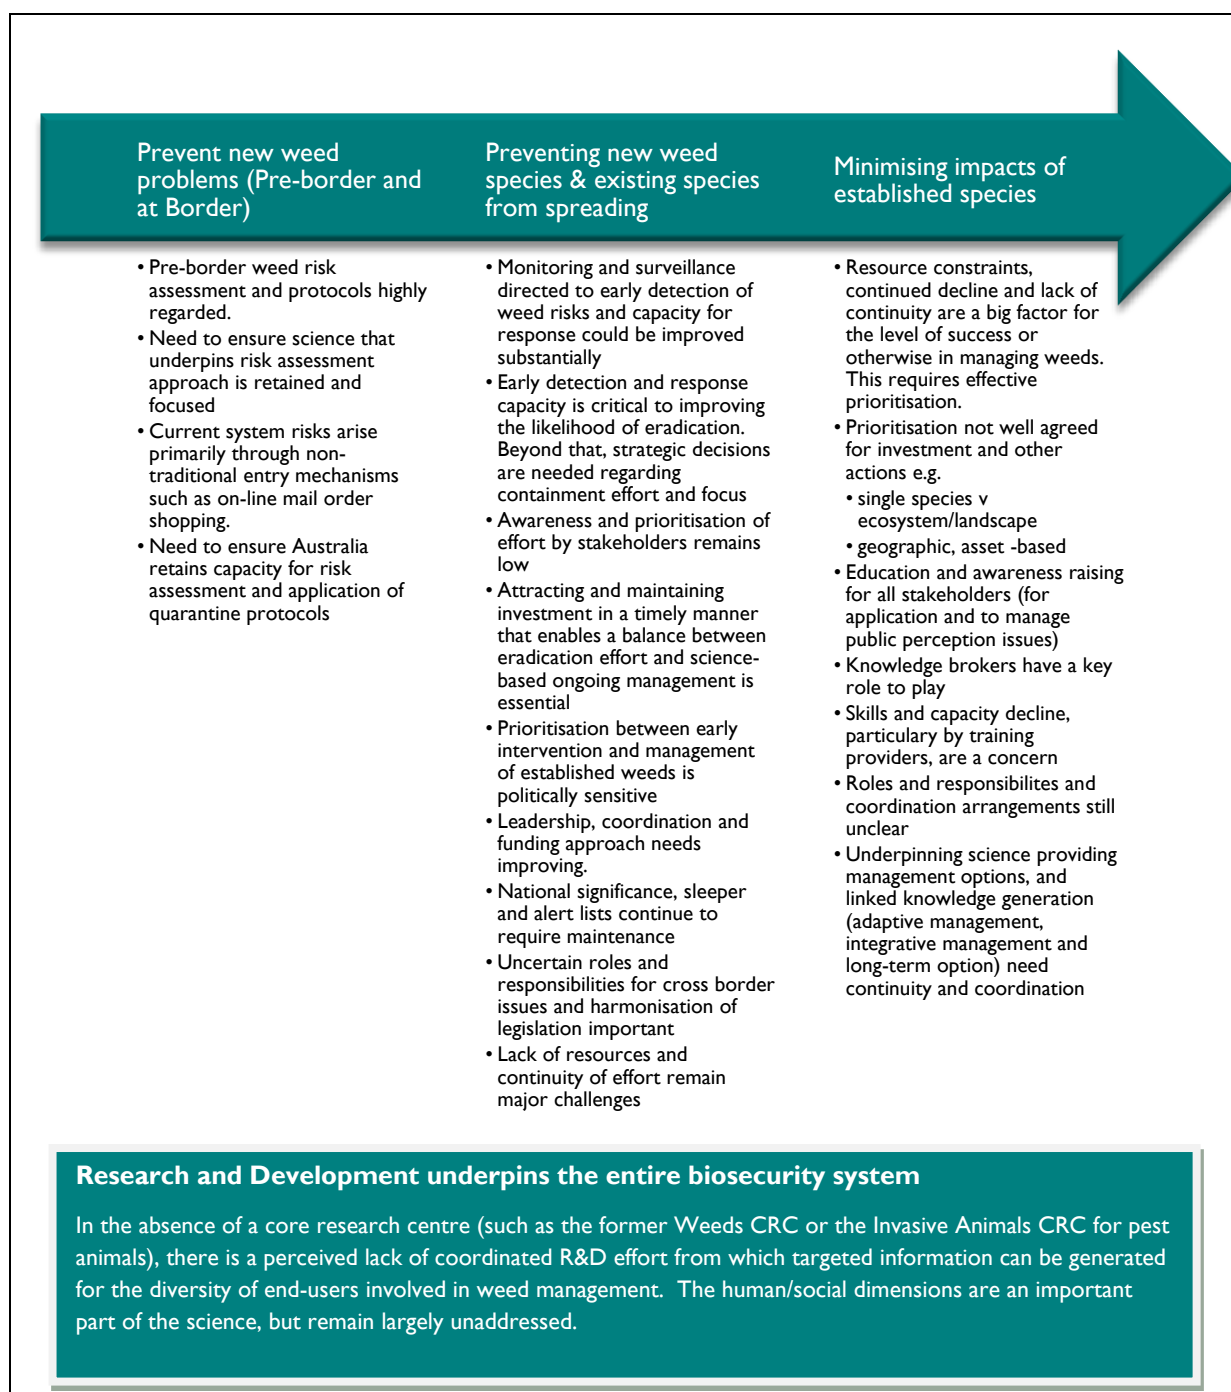 Prevent new weed
problems (Pre-border and
at Border)
• Pre-border weed risk
assessment and protocols highly
regarded.
• Need to ensure science that
underpins risk assessment
approach is retained and
focused
• Current system risks arise
primarily through non-
traditional entry mechanisms
such as on-line mail order
shopping.
• Need to ensure Australia
retains capacity for risk
assessment and application of
quarantine protocols
Preventing new weed
species & existing species
from spreading
• Monitoring and surveillance
directed to early detection of
weed risks and capacity for
response could be improved
substantially
• Early detection and response
capacity is critical to improving
the likelihood of eradication.
Beyond that, strategic decisions
are needed regarding
containment effort and focus
• Awareness and prioritisation of
effort by stakeholders remains
low
• Attracting and maintaining
investment in a timely manner
that enables a balance between
eradication effort and science-
based ongoing management is
essential
• Prioritisation between early
intervention and management
of established weeds is
politically sensitive
• Leadership, coordination and
funding approach needs
improving.
• National significance, sleeper
and alert lists continue to
require maintenance
• Uncertain roles and
responsibilities for cross border
issues and harmonisation of
legislation important
• Lack of resources and
continuity of effort remain
major challenges
Minimising impacts of
established species
• Resource constraints,
continued decline and lack of
continuity are a big factor for
the level of success or
otherwise in managing weeds.
This requires effective
prioritisation.
• Prioritisation not well agreed
for investment and other
actions e.g.
• single species v
ecosystem/landscape
• geographic, asset -based
• Education and awareness raising
for all stakeholders (for
application and to manage
public perception issues)
• Knowledge brokers have a key
role to play
• Skills and capacity decline,
particulary by training
providers, are a concern
• Roles and responsibilites and
coordination arrangements still
unclear
• Underpinning science providing
management options, and
linked knowledge generation
(adaptive management,
integrative management and
long-term option) need
continuity and coordination
Research and Development underpins the entire biosecurity system
In the absence of a core research centre (such as the former Weeds CRC or the Invasive Animals CRC for pest
animals), there is a perceived lack of coordinated R&D effort from which targeted information can be generated
for the diversity of end-users involved in weed management. The human/social dimensions are an important
part of the science, but remain largely unaddressed.